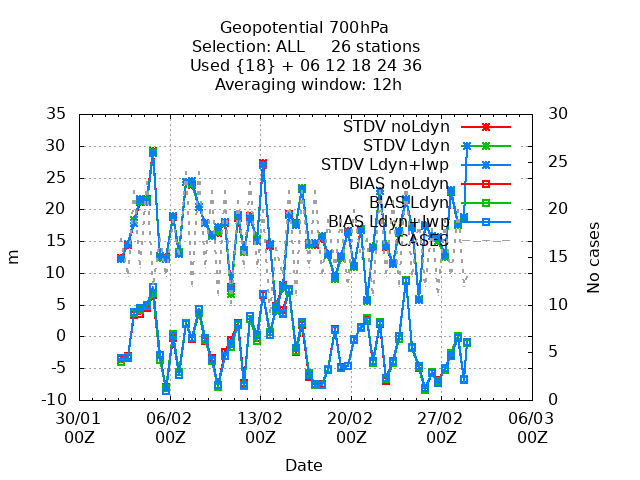 Geopotential 700hPa
Selection: ALL     26 stations
Used {18} + 06 12 18 24 36
Averaging window: 12h
35
30
25
20
15
10
5
0
-5
-10
m
30
25
20
15
10
5
0
No cases
STDV noLdyn
STDV Ldyn
STDV Ldyn+lwp
BIAS noLdyn
BIAS Ldyn
BIAS Ldyn+lwp
CASES
30/01 06/02 13/02 20/02 27/02 06/03
00Z 00Z 00Z 00Z 00Z 00Z
Date